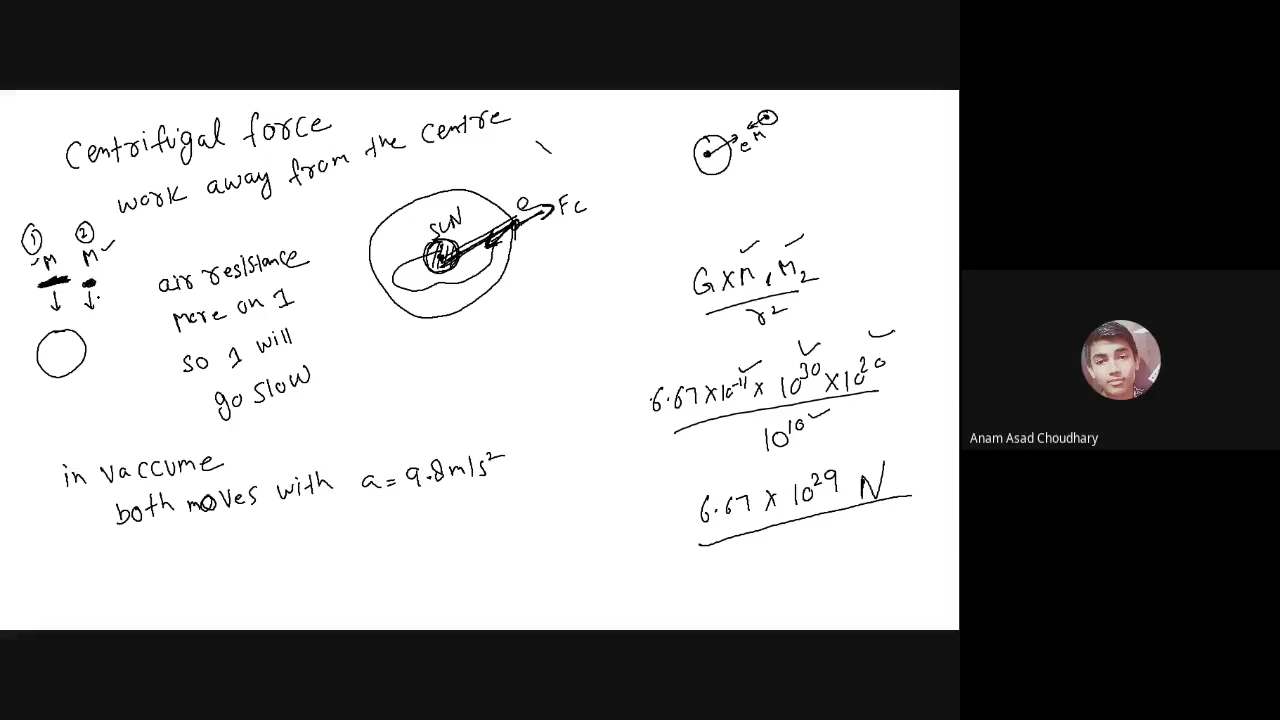 Centrifigal force
work away from the centre
1 2
M M
air resistance
more on 1
so 1 will
go slow
SUN
e
Fc
in vaccume
both moves with a = 9.8 m/s²
e M
G x M₁ M₂
r²
6.67 x 10⁻¹¹ x 10³⁰ x 10²⁰
10¹⁰
6.67 x 10²⁹ N
Anam Asad Choudhary